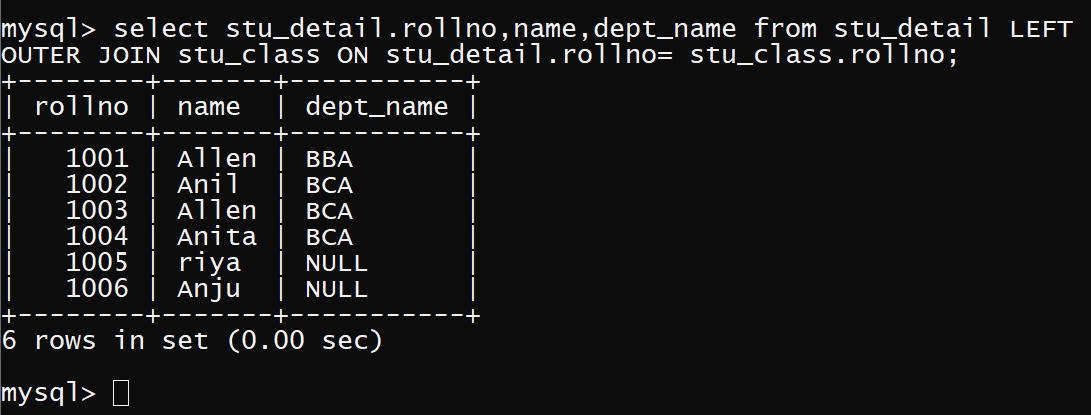 mysql> select stu_detail.rollno,name,dept_name from stu_detail LEFT
OUTER JOIN stu_class ON stu_detail.rollno= stu_class.rollno;
+--------+-------+-----------+
| rollno | name  | dept_name |
+--------+-------+-----------+
|   1001 | Allen | BBA       |
|   1002 | Anil  | BCA       |
|   1003 | Allen | BCA       |
|   1004 | Anita | BCA       |
|   1005 | riya  | NULL      |
|   1006 | Anju  | NULL      |
+--------+-------+-----------+
6 rows in set (0.00 sec)
mysql>